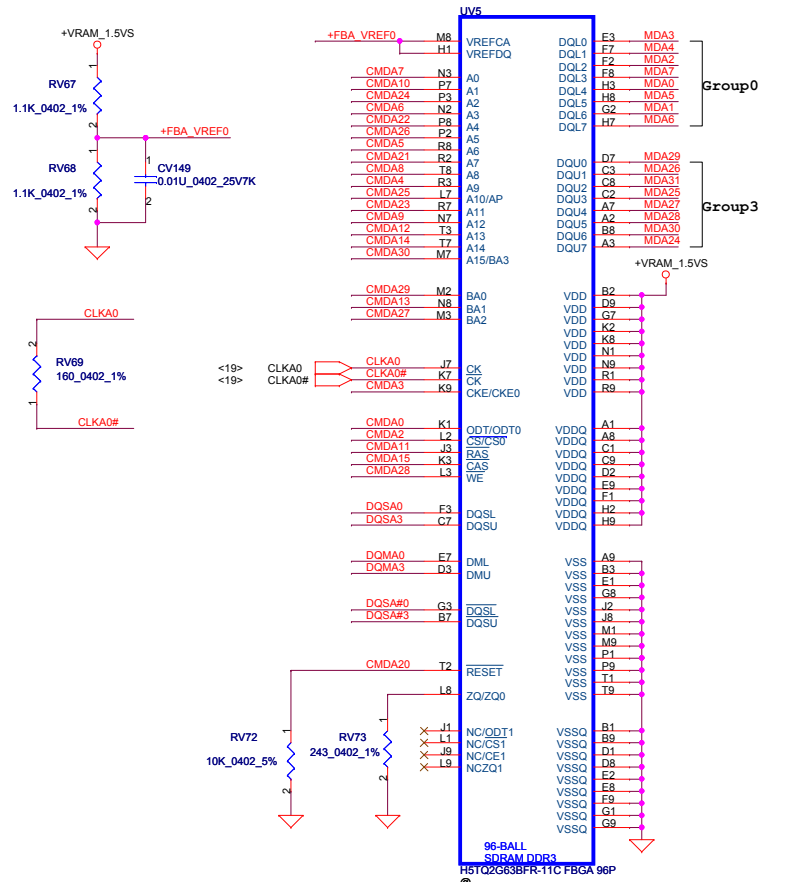 UV5
+VRAM_1.5VS
1
RV67
1.1K_0402_1%
2
+FBA_VREF0
RV68
1.1K_0402_1%
1
2
1
CV149
0.01U_0402_25V7K
2
CLKA0
2
RV69
160_0402_1%
1
CLKA0#
<19> CLKA0
<19> CLKA0#
+FBA_VREF0 M8 VREFCA
H1 VREFDQ
CMDA7 N3 A0
CMDA10 P7 A1
CMDA24 P3 A2
CMDA6 N2 A3
CMDA22 P8 A4
CMDA26 P2 A5
CMDA5 R8 A6
CMDA21 R2 A7
CMDA8 T8 A8
CMDA4 R3 A9
CMDA25 L7 A10/AP
CMDA23 R7 A11
CMDA9 N7 A12
CMDA12 T3 A13
CMDA14 T7 A14
CMDA30 M7 A15/BA3
CMDA29 M2 BA0
CMDA13 N8 BA1
CMDA27 M3 BA2
CLKA0 J7 CK
CLKA0# K7 CK
CMDA3 K9 CKE/CKE0
CMDA0 K1 ODT/ODT0
CMDA2 L2 CS/CS0
CMDA11 J3 RAS
CMDA15 K3 CAS
CMDA28 L3 WE
DQSA0 F3 DQSL
DQSA3 C7 DQSU
DQMA0 E7 DML
DQMA3 D3 DMU
DQSA#0 G3 DQSL
DQSA#3 B7 DQSU
CMDA20 T2 RESET
L8 ZQ/ZQ0
J1 NC/ODT1
L1 NC/CS1
J9 NC/CE1
L9 NCZQ1
1
RV72
10K_0402_5%
2
1
RV73
243_0402_1%
2
DQL0 E3 MDA3
DQL1 F7 MDA4
DQL2 F2 MDA2
DQL3 F8 MDA7
DQL4 H3 MDA0
DQL5 H8 MDA5
DQL6 G2 MDA1
DQL7 H7 MDA6
Group0
DQU0 D7 MDA29
DQU1 C3 MDA26
DQU2 C8 MDA31
DQU3 C2 MDA25
DQU4 A7 MDA27
DQU5 A2 MDA28
DQU6 B8 MDA30
DQU7 A3 MDA24
Group3
+VRAM_1.5VS
VDD B2
VDD D9
VDD G7
VDD K2
VDD K8
VDD N1
VDD N9
VDD R1
VDD R9
VDDQ A1
VDDQ A8
VDDQ C1
VDDQ C9
VDDQ D2
VDDQ E9
VDDQ F1
VDDQ H2
VDDQ H9
VSS A9
VSS B3
VSS E1
VSS G8
VSS J2
VSS J8
VSS M1
VSS M9
VSS P1
VSS P9
VSS T1
VSS T9
VSSQ B1
VSSQ B9
VSSQ D1
VSSQ D8
VSSQ E2
VSSQ E8
VSSQ F9
VSSQ G1
VSSQ G9
96-BALL
SDRAM DDR3
H5TQ2G63BFR-11C FBGA 96P
@